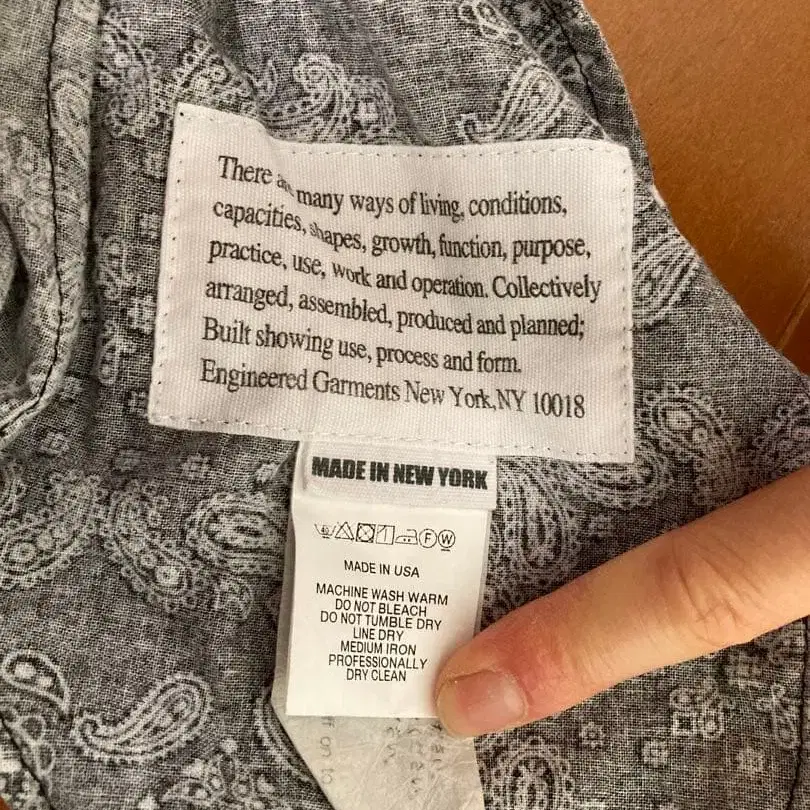 There are many ways of living, conditions,
capacities, shapes, growth, function, purpose,
practice, use, work and operation. Collectively
arranged, assembled, produced and planned;
Built showing use, process and form.
Engineered Garments New York, NY 10018
MADE IN NEW YORK
F W
MADE IN USA
MACHINE WASH WARM
DO NOT BLEACH
DO NOT TUMBLE DRY
LINE DRY
MEDIUM IRON
PROFESSIONALLY
DRY CLEAN